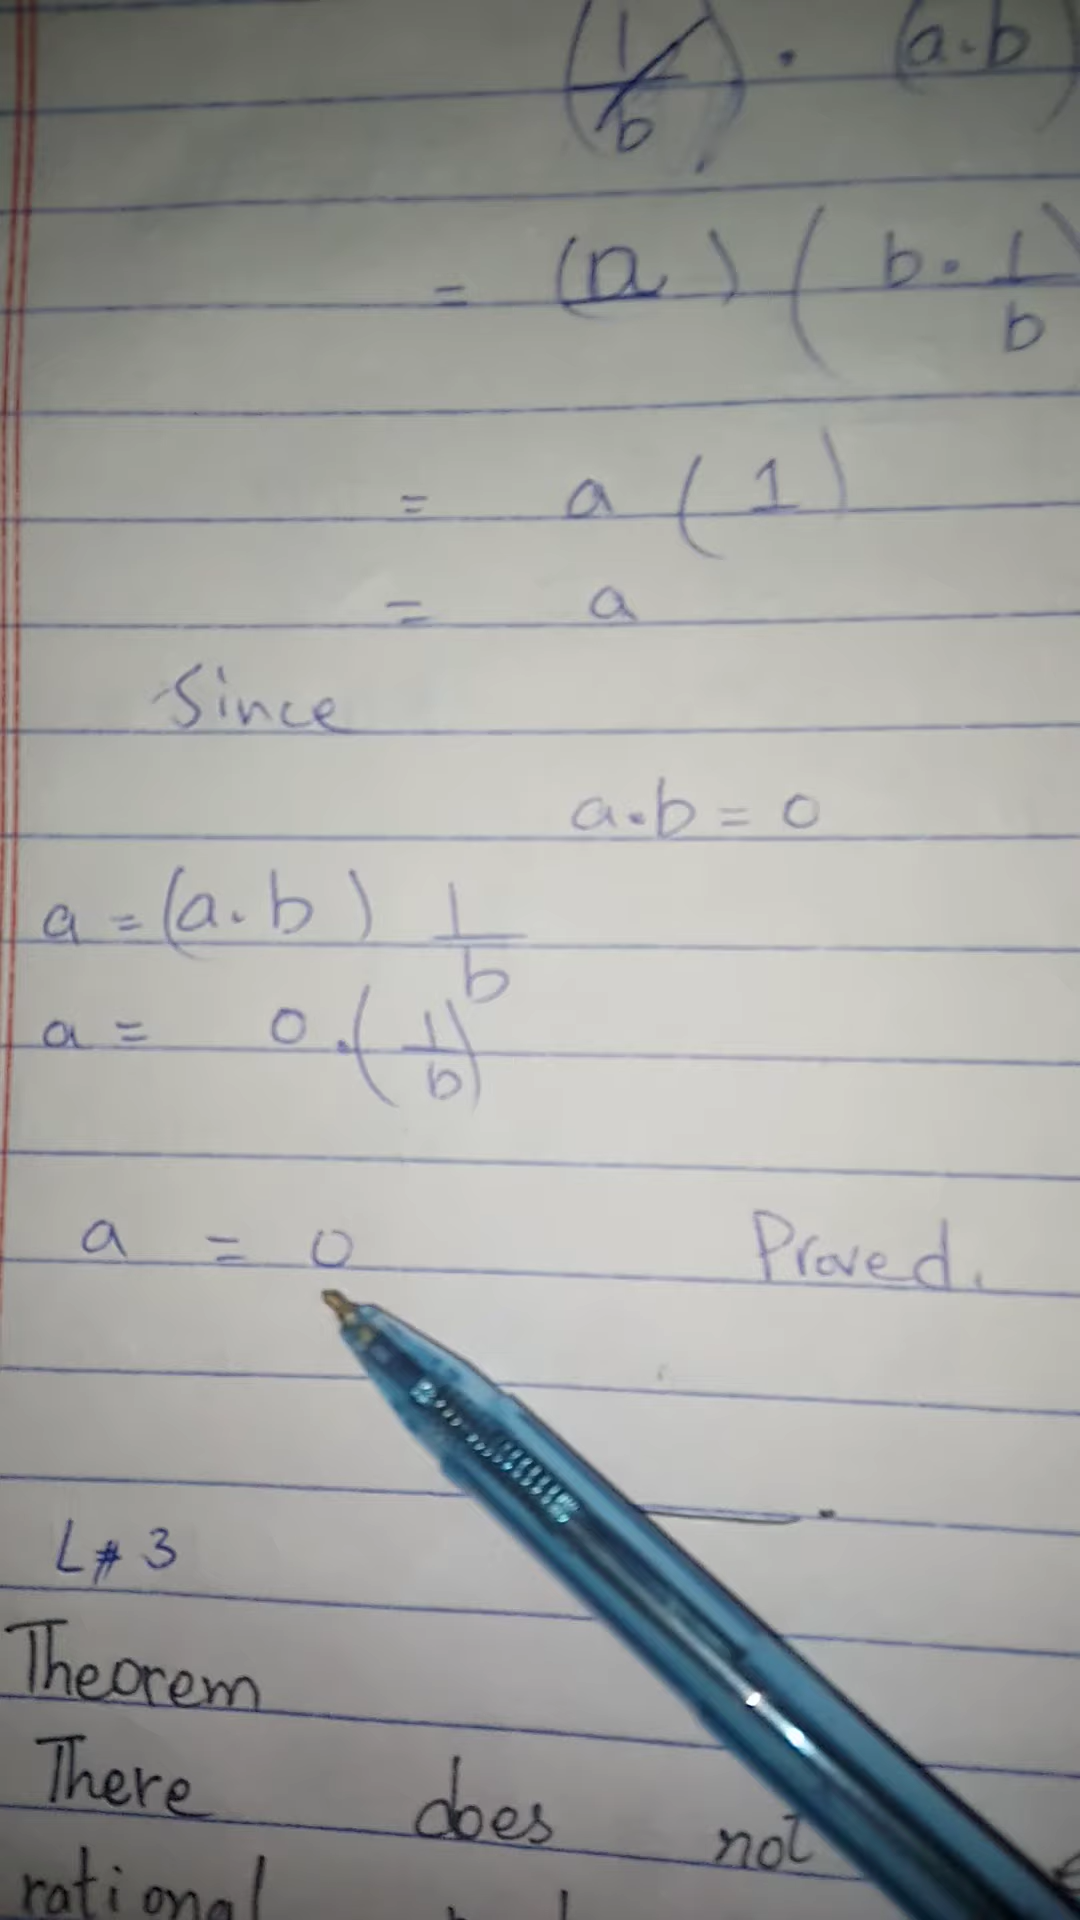 (1/b) · (a·b)
= (a) (b·1/b
= a (1)
= a
Since
a·b = 0
a = (a·b) 1/b
a = 0·(1/b)
a = 0 Proved.
L# 3
Theorem
There does not
rational